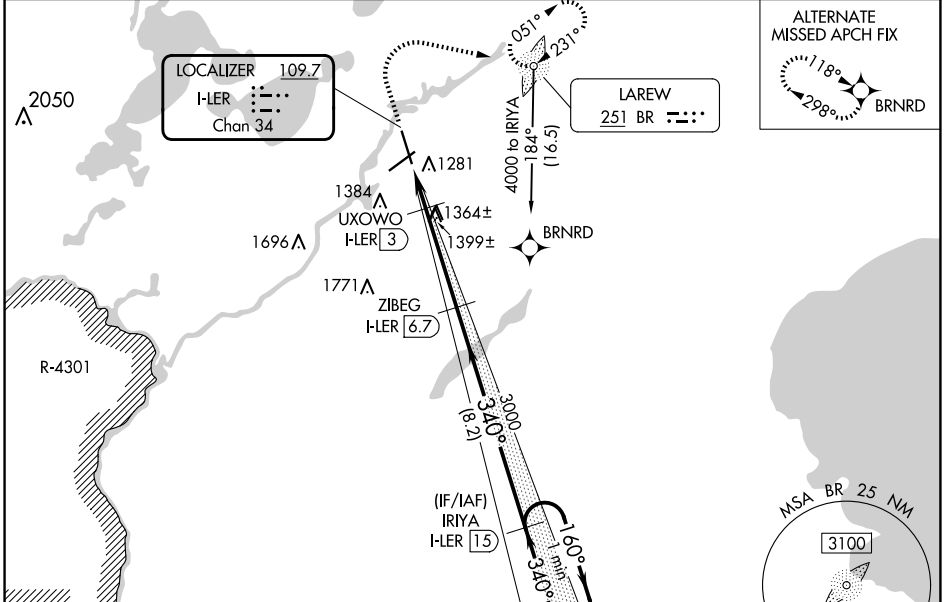 2050
LOCALIZER 109.7
I-LER
Chan 34
051°
231°
LAREW
251 BR
ALTERNATE
MISSED APCH FIX
118°
298°
BRNRD
4000 to IRIYA
184°
(16.5)
1281
1384
UXOWO
I-LER 3
1364±
1399±
BRNRD
1696
1771
ZIBEG
I-LER 6.7
R-4301
3000
340°
(8.2)
(IF/IAF)
IRIYA
I-LER 15
160°
1 min
340°
MSA BR 25 NM
3100